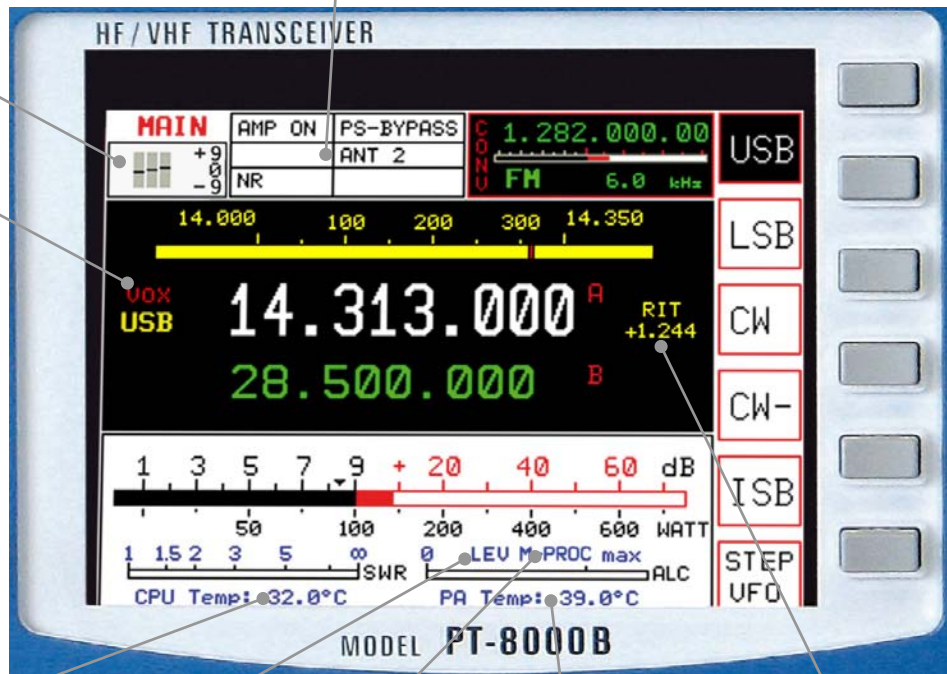 HF/VHF TRANSCEIVER
MAIN
+9
0
-9
AMP ON
PS-BYPASS
ANT 2
NR
CONV
1.282.000.00
FM 6.0 kHz
USB
14.000 100 200 300 14.350
LSB
VOX
USB
14.313.000 A
RIT
+1.244
CW
28.500.000 B
CW-
1 3 5 7 9 + 20 40 60 dB
ISB
50 100 200 400 600 WATT
1 1.5 2 3 5 ∞ SWR
0 LEV M-PROC max ALC
STEP
VFO
CPU Temp: 32.0°C
PA Temp: 39.0°C
MODEL PT-8000B